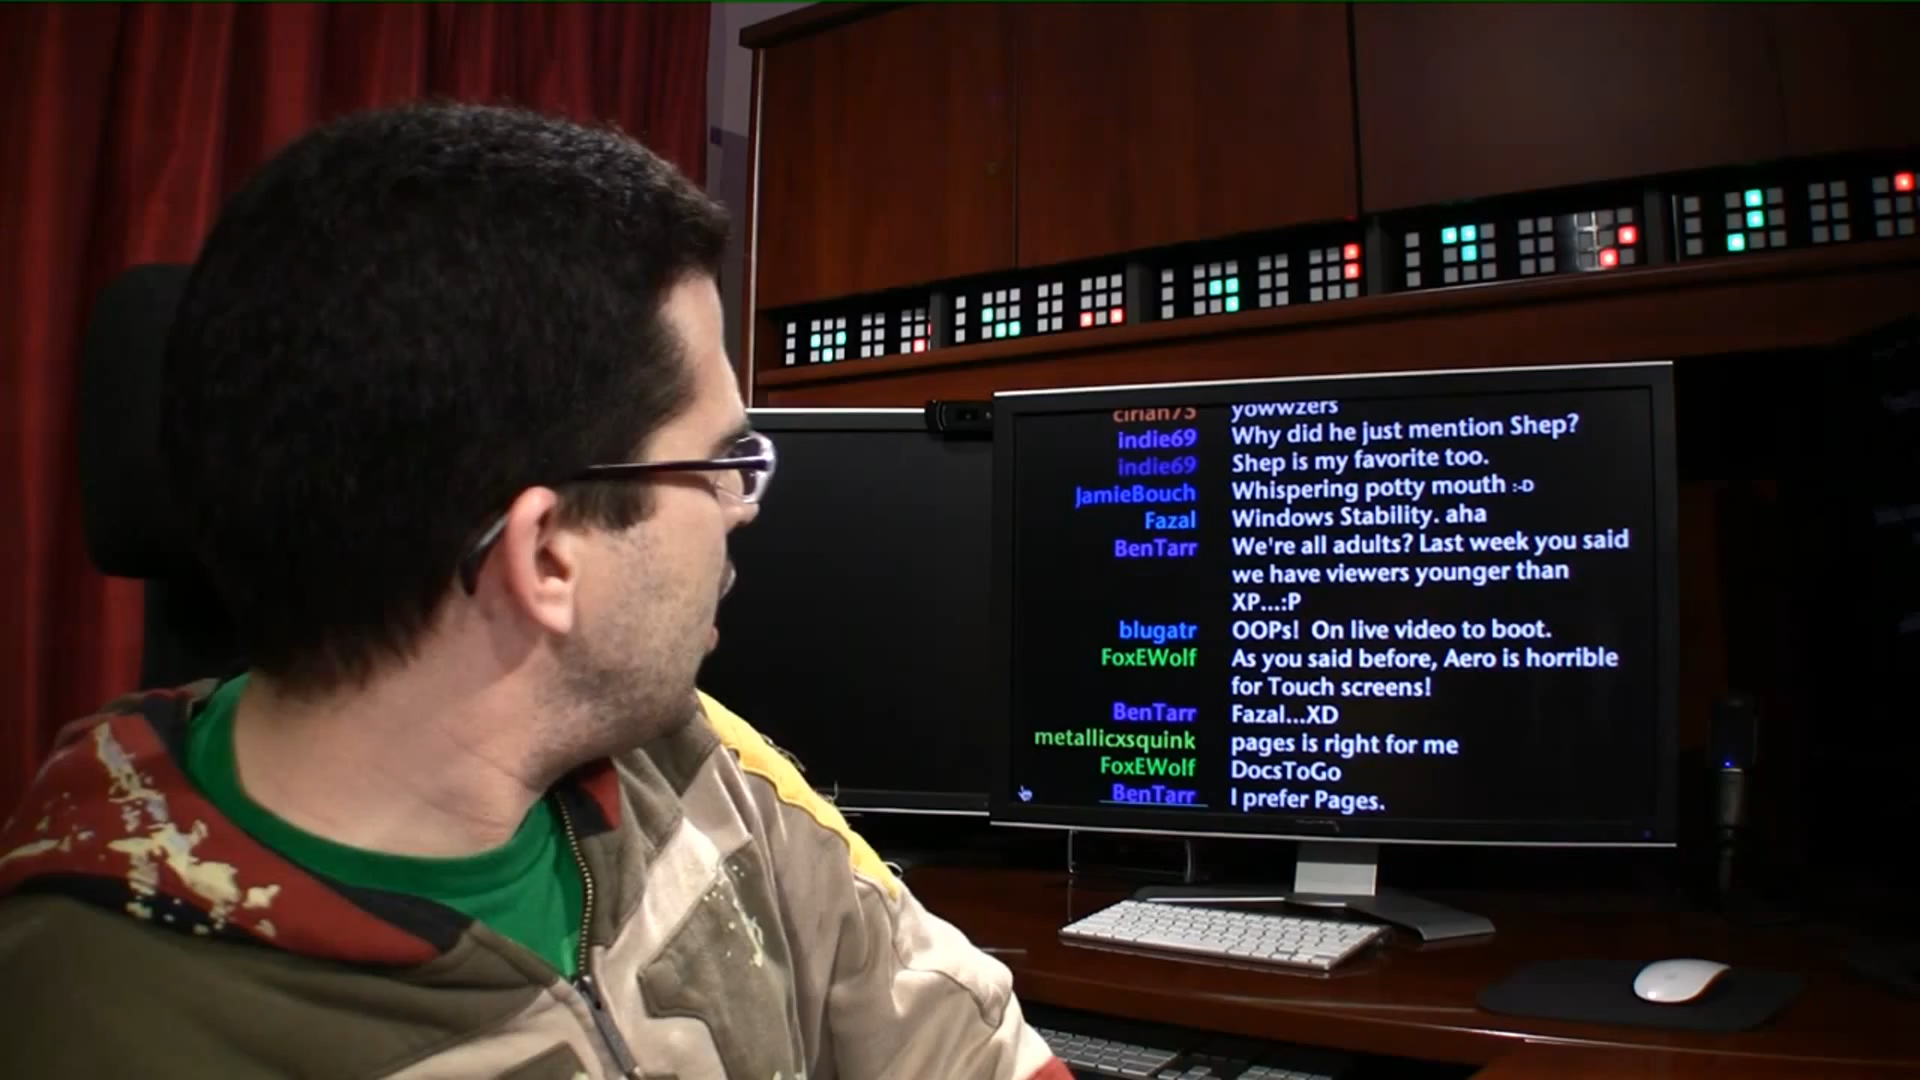 cirian73 yowwzers
indie69 Why did he just mention Shep?
indie69 Shep is my favorite too.
JamieBouch Whispering potty mouth :-D
Fazal Windows Stability. aha
BenTarr We're all adults? Last week you said
we have viewers younger than
XP...:P
blugatr OOPs! On live video to boot.
FoxEWolf As you said before, Aero is horrible
for Touch screens!
BenTarr Fazal...XD
metallicxsquink pages is right for me
FoxEWolf DocsToGo
BenTarr I prefer Pages.